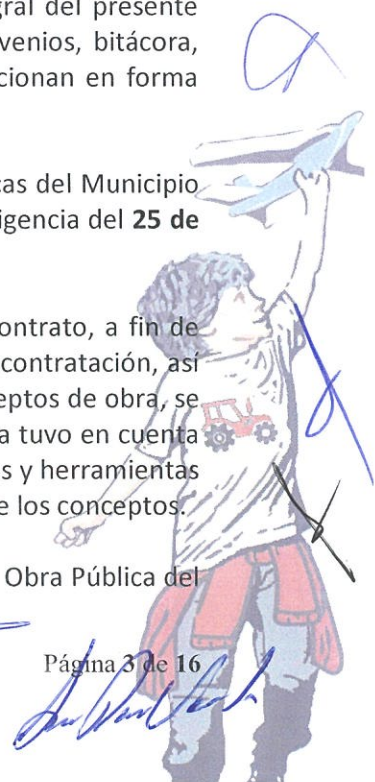 gral del presente
venios, bitácora,
cionan en forma
cas del Municipio
igencia del 25 de
ontrato, a fin de
contratación, así
eptos de obra, se
a tuvo en cuenta
s y herramientas
e los conceptos.
Obra Pública del
Página 3 de 16